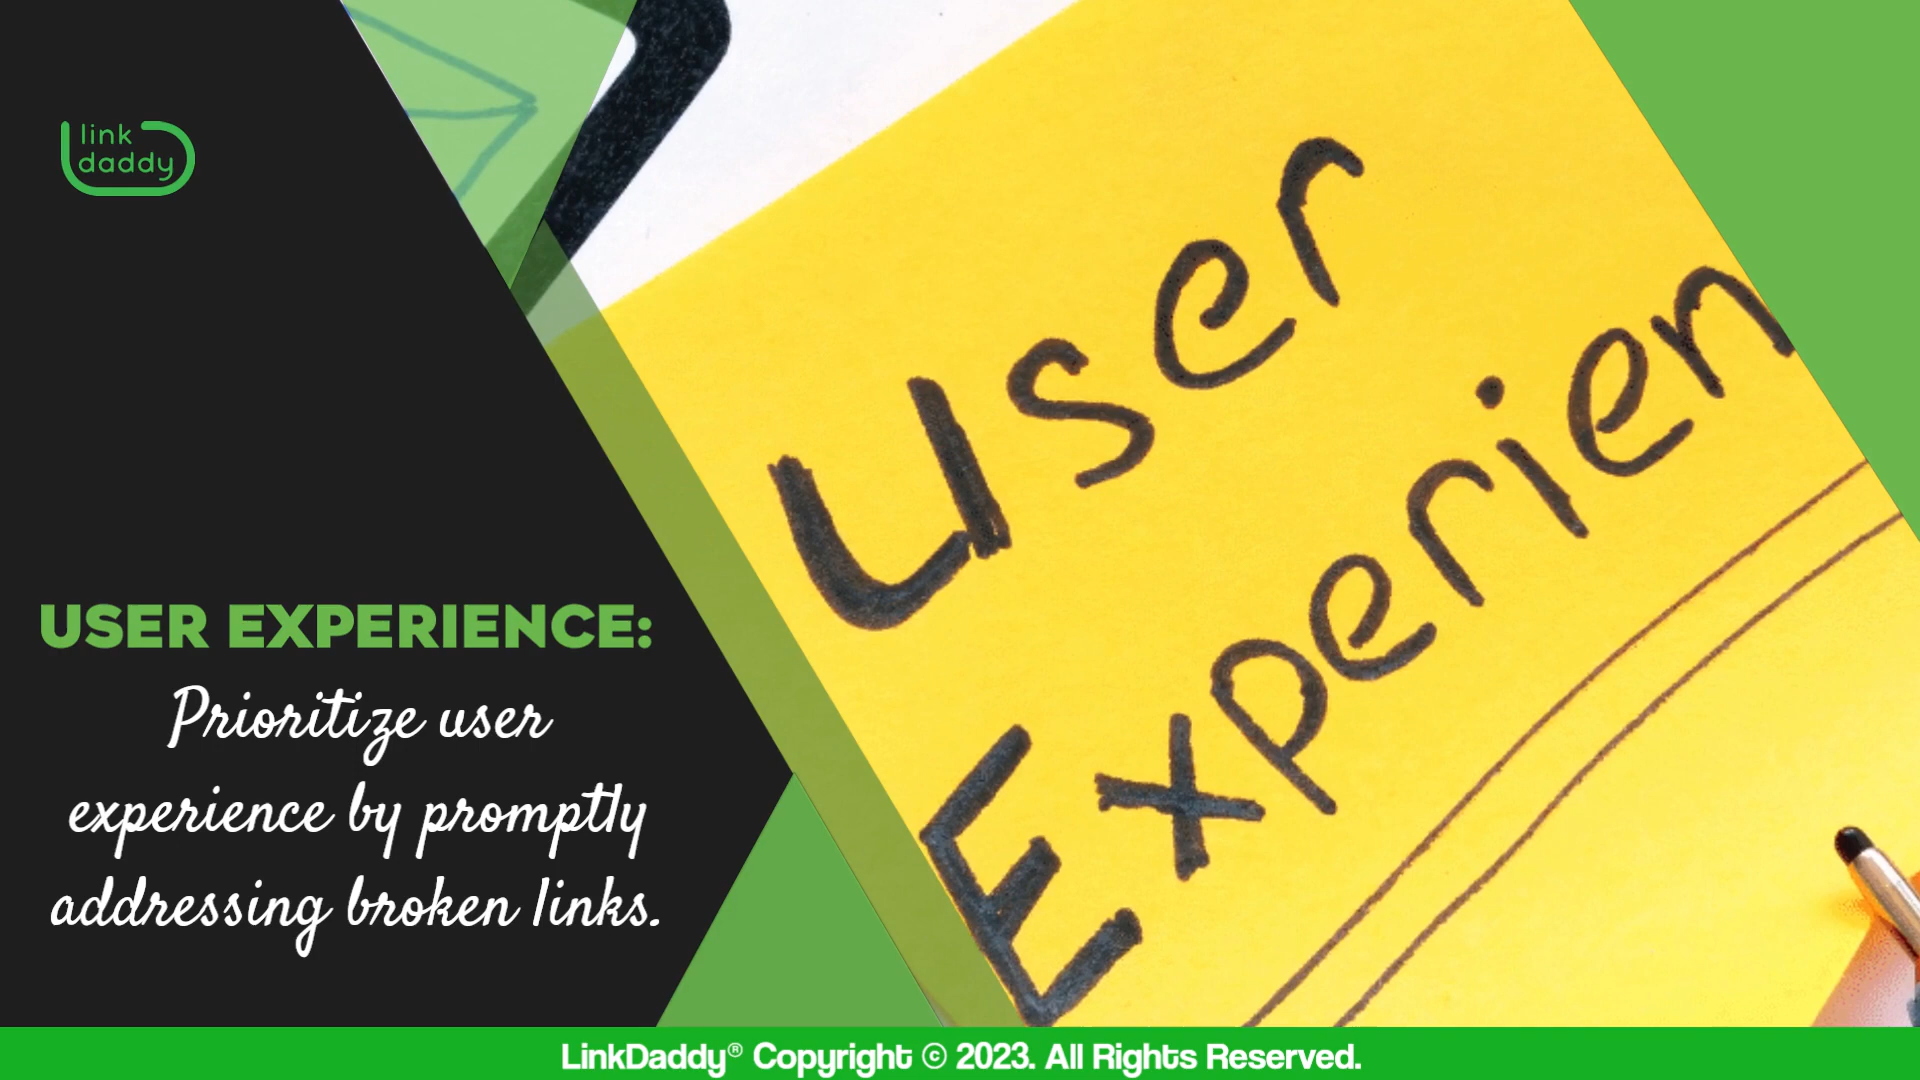 link
daddy
User
Experien
USER EXPERIENCE:
Prioritize user
experience by promptly
addressing broken links.
LinkDaddy® Copyright © 2023. All Rights Reserved.